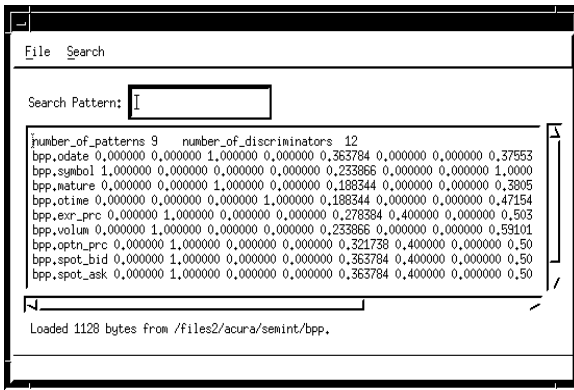 File Search
Search Pattern:
number_of_patterns 9 number_of_discriminators 12
bpp.odate 0.000000 0.000000 1.000000 0.000000 0.363784 0.000000 0.000000 0.37553
bpp.symbol 1.000000 0.000000 0.000000 0.000000 0.233866 0.000000 0.000000 1.0000
bpp.mature 0.000000 0.000000 1.000000 0.000000 0.188344 0.000000 0.000000 0.3805
bpp.otime 0.000000 0.000000 0.000000 1.000000 0.188344 0.000000 0.000000 0.47154
bpp.exr_prc 0.000000 1.000000 0.000000 0.000000 0.278384 0.400000 0.000000 0.503
bpp.volum 0.000000 1.000000 0.000000 0.000000 0.233866 0.000000 0.000000 0.59101
bpp.optn_prc 0.000000 1.000000 0.000000 0.000000 0.321738 0.400000 0.000000 0.50
bpp.spot_bid 0.000000 1.000000 0.000000 0.000000 0.363784 0.400000 0.000000 0.50
bpp.spot_ask 0.000000 1.000000 0.000000 0.000000 0.363784 0.400000 0.000000 0.50
Loaded 1128 bytes from /files2/acura/semint/bpp.